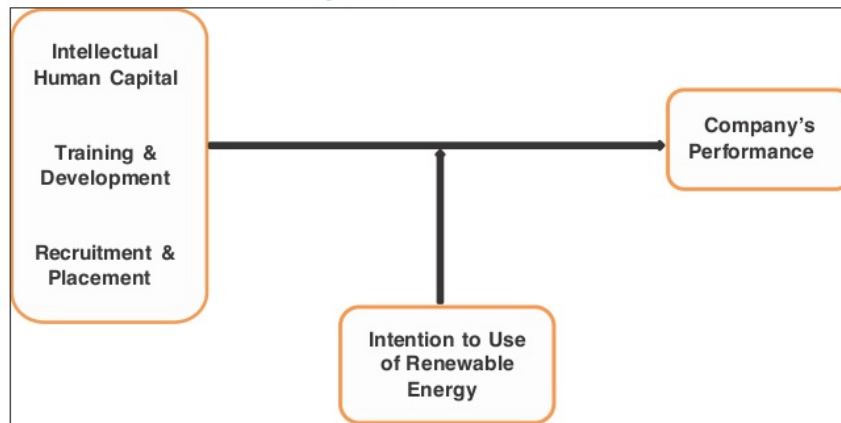 Intellectual
Human Capital
Training &
Development
Recruitment &
Placement
Company's
Performance
Intention to Use
of Renewable
Energy